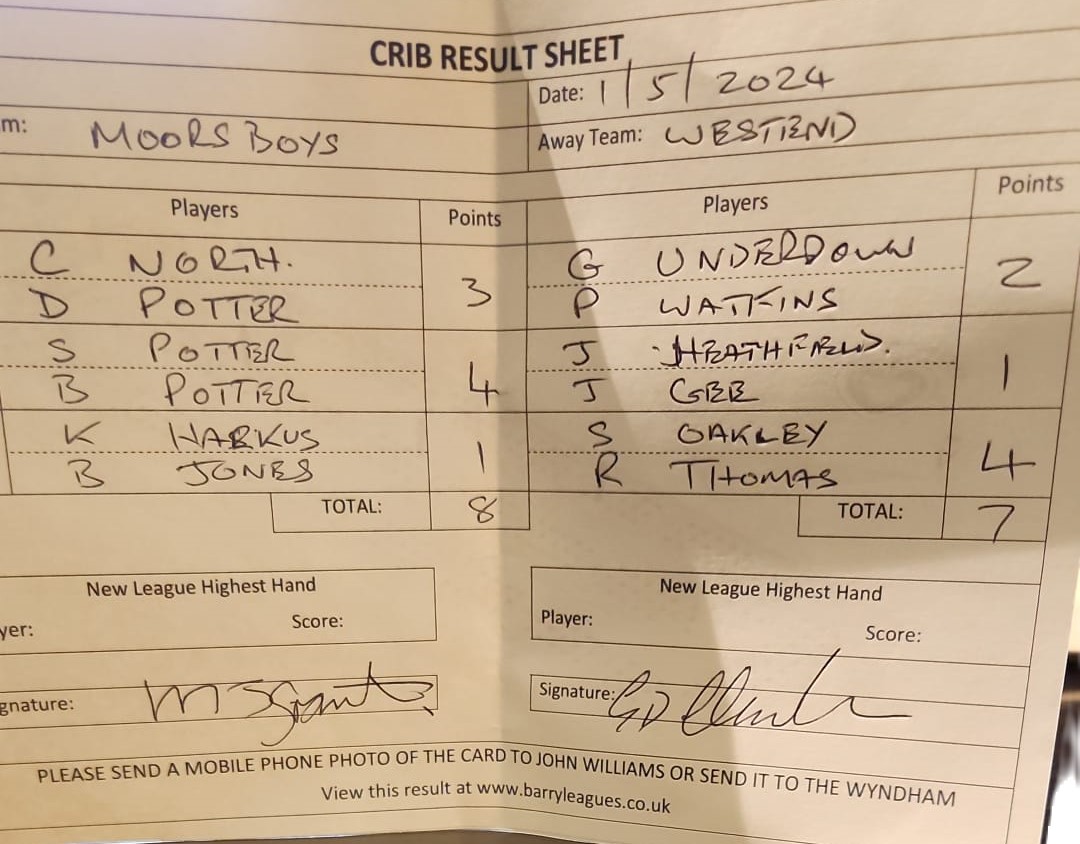 CRIB RESULT SHEET
Date: 1/5/2024
m: MOORS BOYS
Away Team: WESTEND
Players Points
C NORTH.
D POTTER
3
S POTTER
B POTTER
4
K HARKUS
B JONES
1
TOTAL: 8
Players Points
G UNDERDOWN
P WATKINS
2
J HEATHFIELD.
J GEE
1
S OAKLEY
R THOMAS
4
TOTAL: 7
New League Highest Hand
yer: Score:
gnature:
New League Highest Hand
Player: Score:
Signature:
PLEASE SEND A MOBILE PHONE PHOTO OF THE CARD TO JOHN WILLIAMS OR SEND IT TO THE WYNDHAM
View this result at www.barryleagues.co.uk